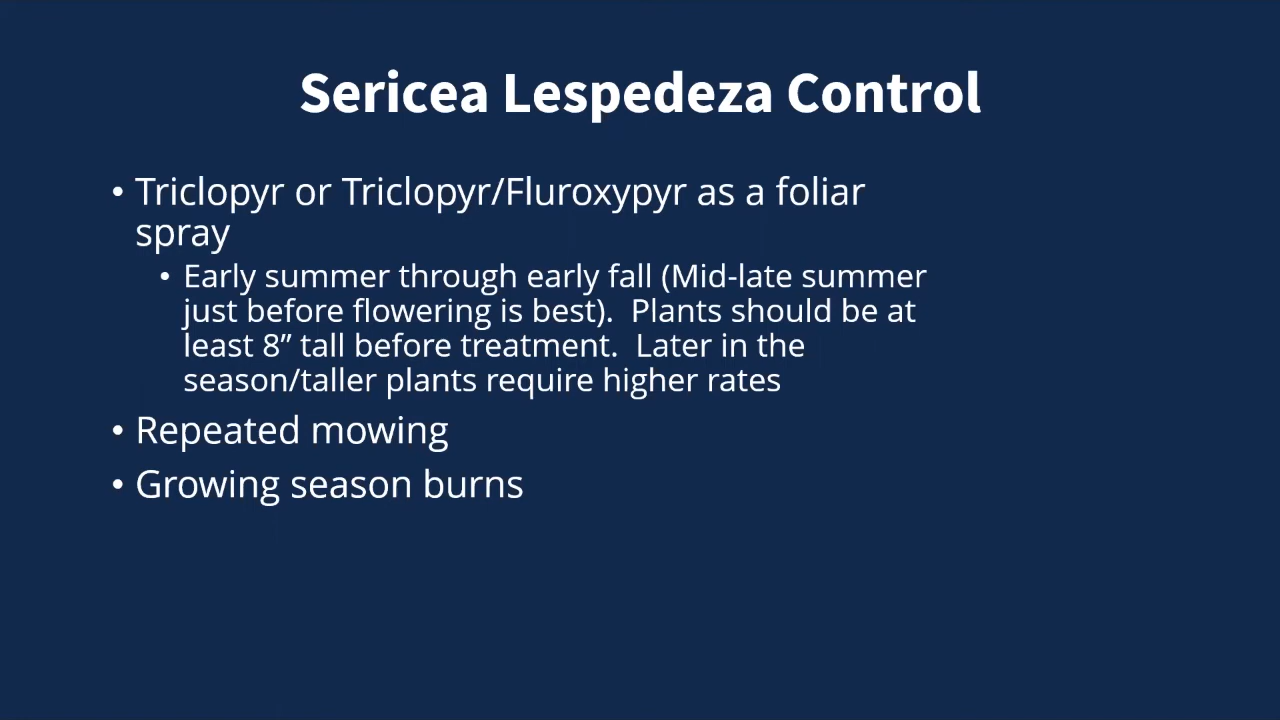 Sericea Lespedeza Control
• Triclopyr or Triclopyr/Fluroxypyr as a foliar
spray
• Early summer through early fall (Mid-late summer
just before flowering is best).  Plants should be at
least 8” tall before treatment.  Later in the
season/taller plants require higher rates
• Repeated mowing
• Growing season burns